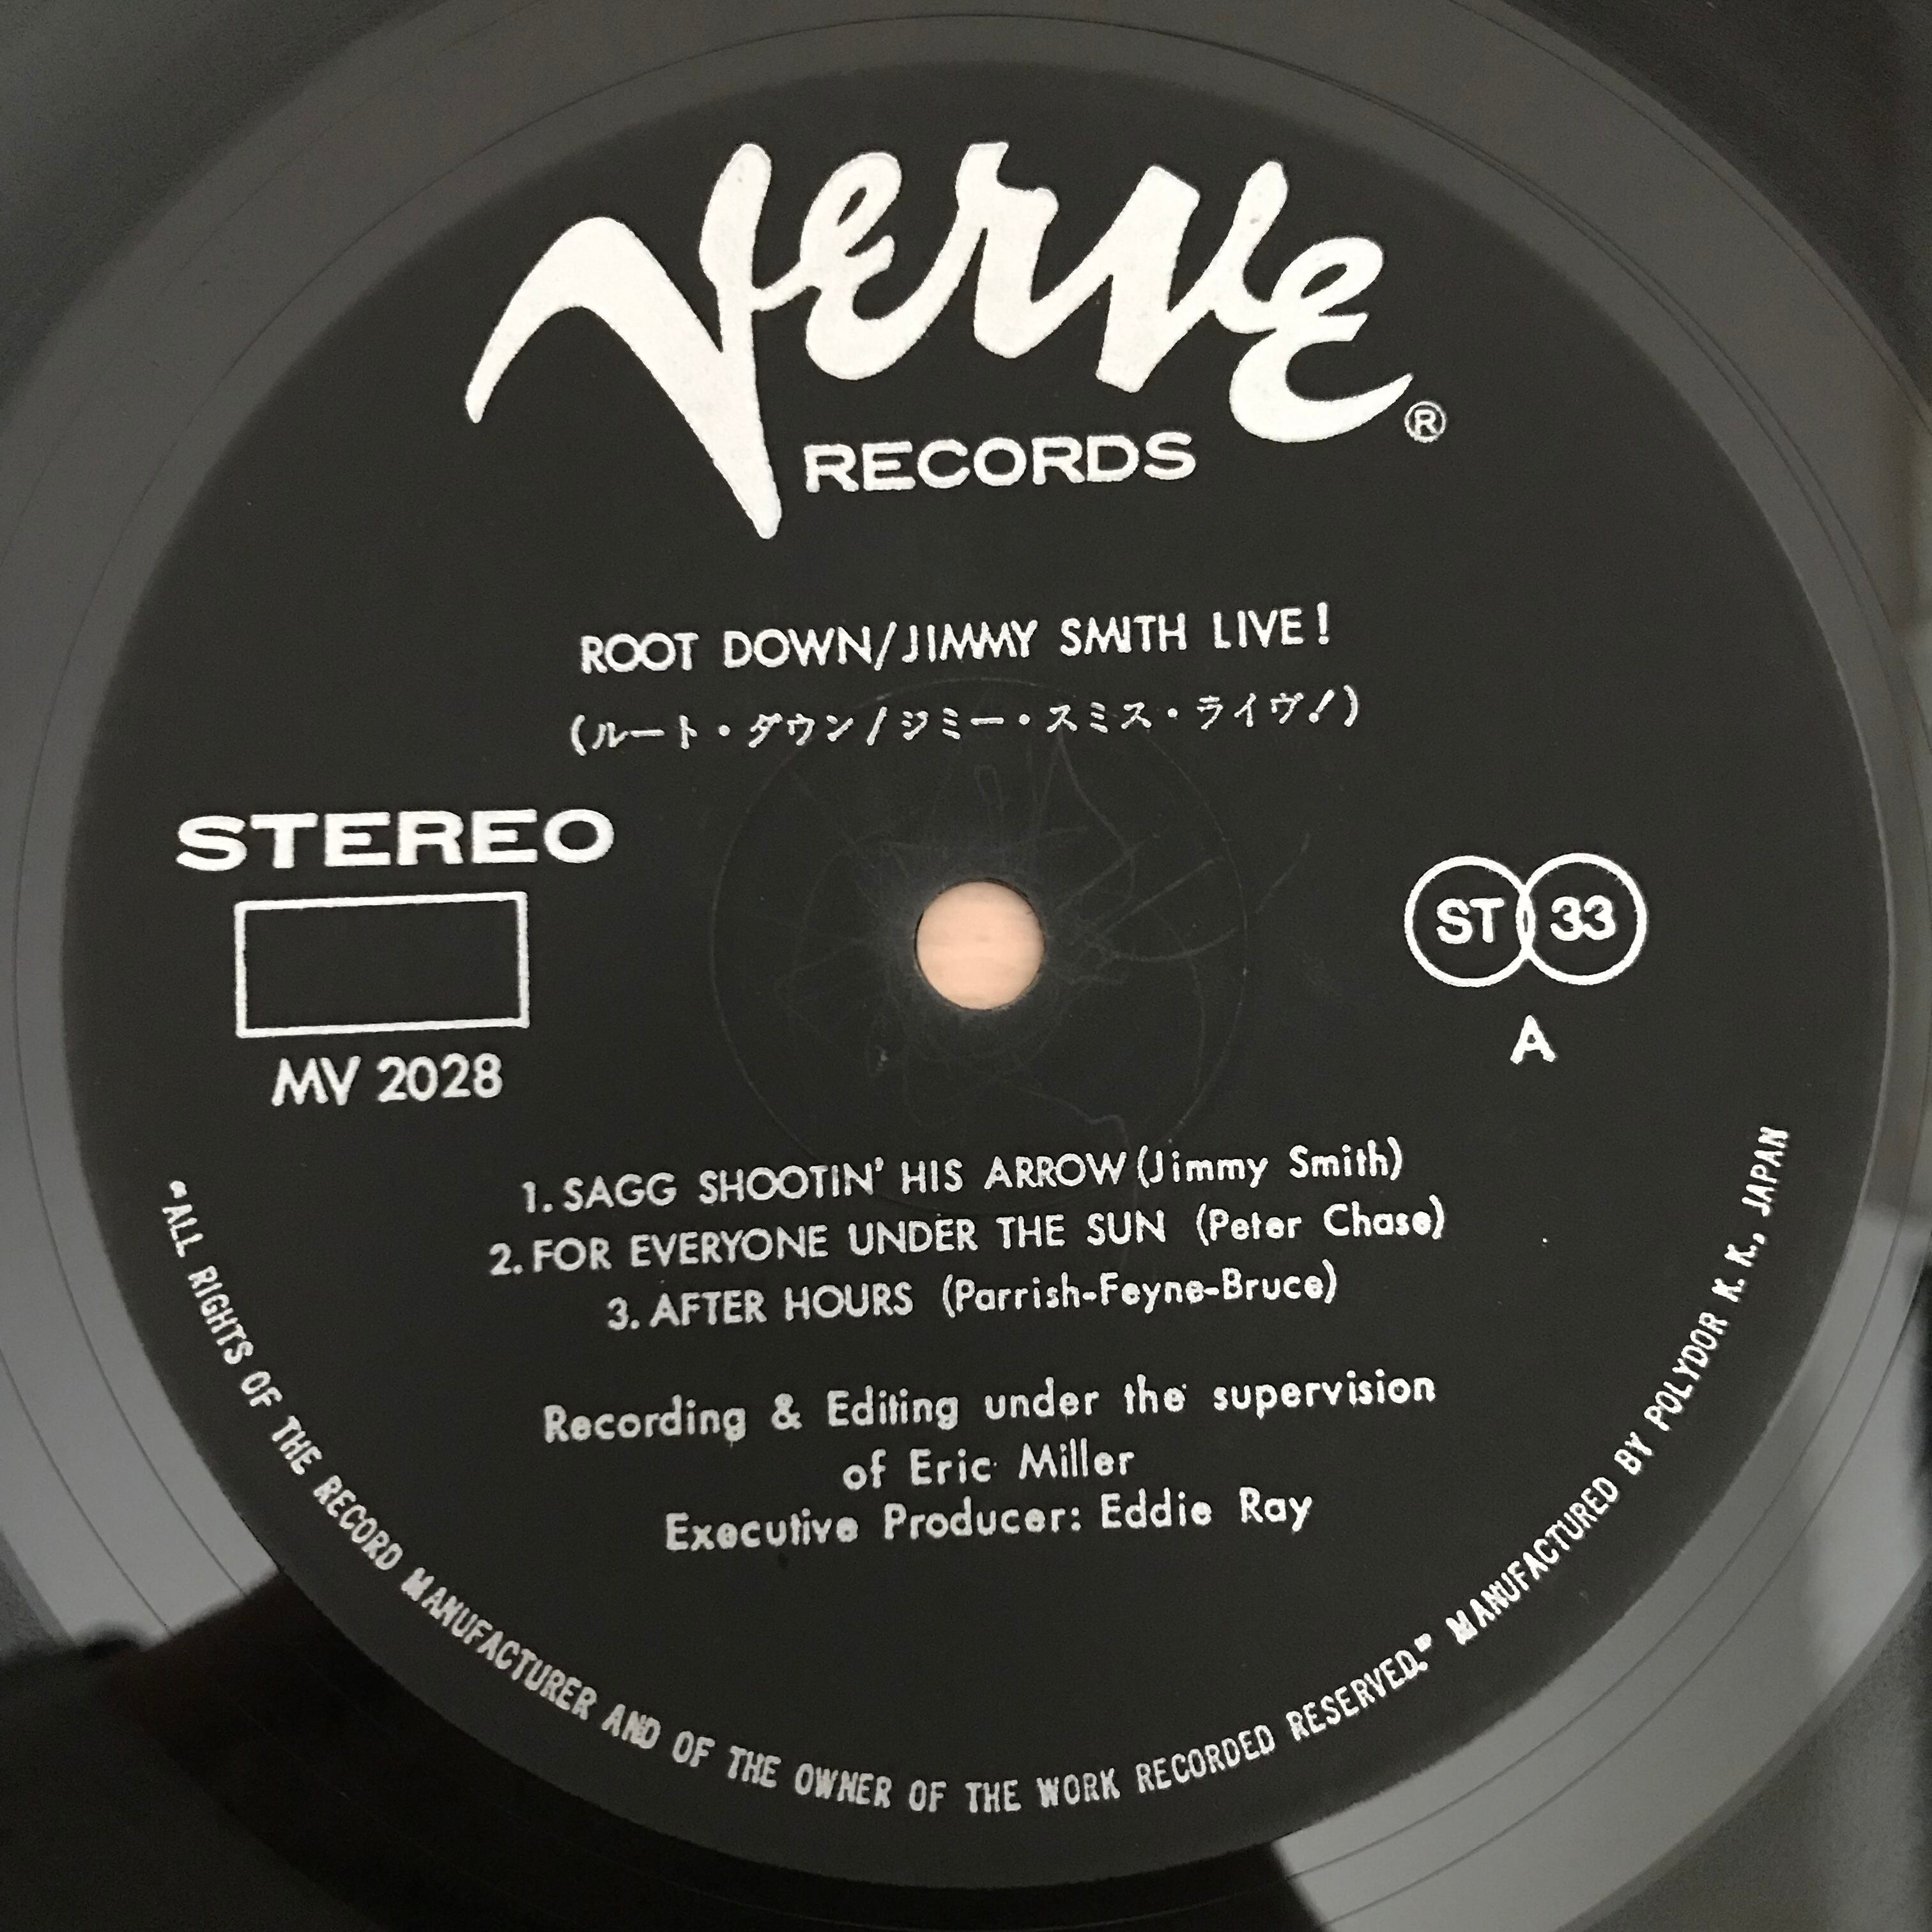 Verve
RECORDS
®
ROOT DOWN/JIMMY SMITH LIVE!
(ルート・ダウン/ジミー・スミス・ライヴ!)
STEREO
MV 2028
ST 33
A
1. SAGG SHOOTIN' HIS ARROW (Jimmy Smith)
2. FOR EVERYONE UNDER THE SUN (Peter Chase)
3. AFTER HOURS (Parrish-Feyne-Bruce)
Recording & Editing under the supervision
of Eric Miller
Executive Producer: Eddie Ray
"ALL RIGHTS OF THE RECORD MANUFACTURER AND OF THE OWNER OF THE WORK RECORDED RESERVED." MANUFACTURED BY POLYDOR K. K., JAPAN